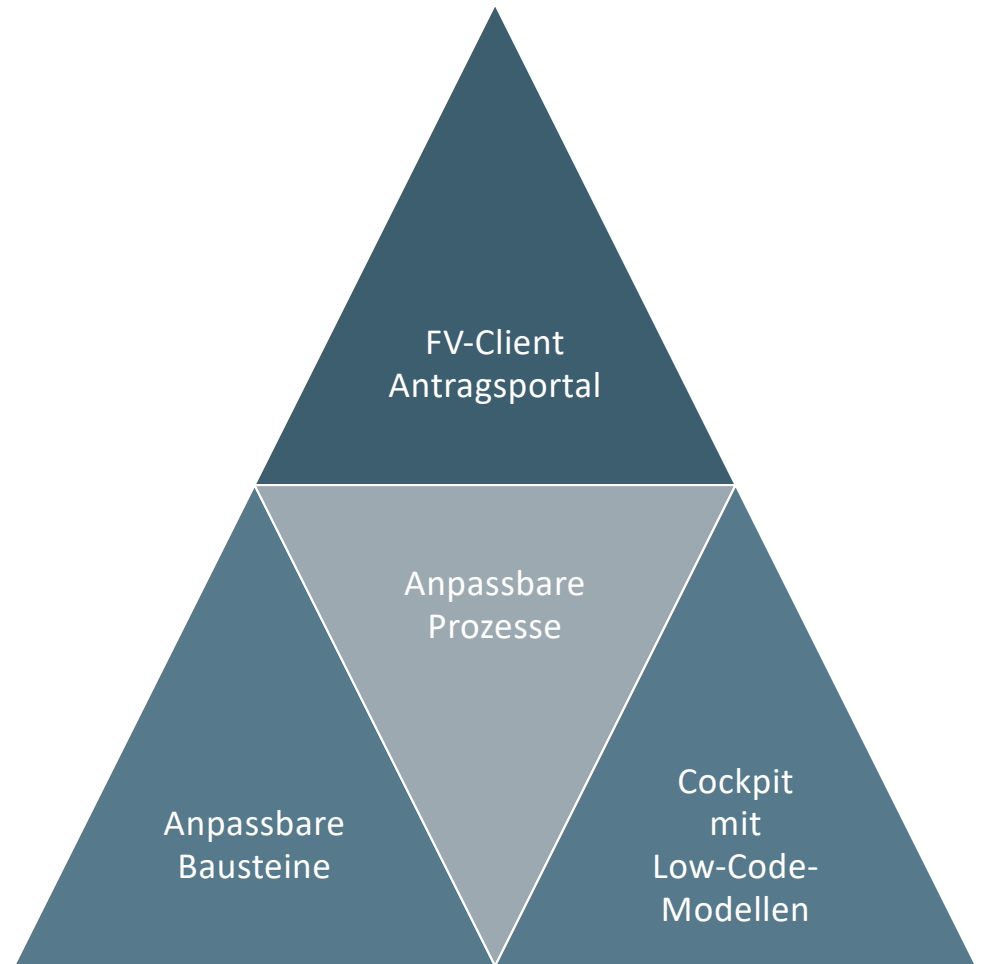 FV-Client
Antragsportal
Anpassbare
Prozesse
Anpassbare
Bausteine
Cockpit
mit
Low-Code-
Modellen